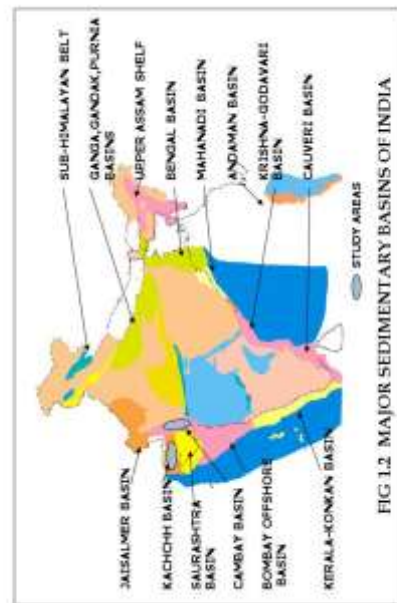 SUB-HIMALAYAN BELT
GANGA,GANDAK,PURNIA
BASINS
UPPER ASSAM SHELF
BENGAL BASIN
MAHANADI BASIN
ANDAMAN BASIN
KRISHNA-GODAVARI
BASIN
CAUVERI BASIN
JAISALMER BASIN
KACHCHH BASIN
SAURASHTRA
BASIN
CAMBAY BASIN
BOMBAY OFFSHORE
BASIN
KERALA-KONKAN BASIN
STUDY AREAS
FIG 1.2 MAJOR SEDIMENTARY BASINS OF INDIA